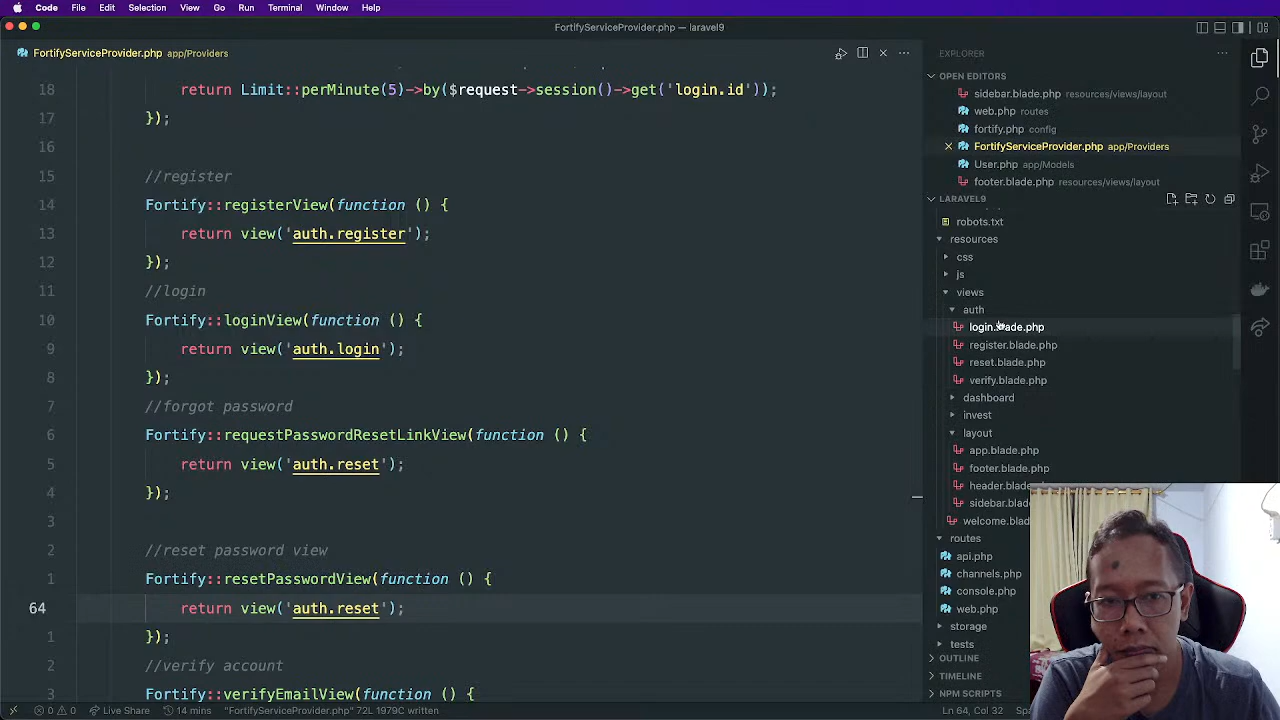 Code File Edit Selection View Go Run Terminal Window Help
FortifyServiceProvider.php — laravel9
FortifyServiceProvider.php app/Providers
18 return Limit::perMinute(5)->by($request->session()->get('login.id'));
17 });
16
15 //register
14 Fortify::registerView(function () {
13 return view('auth.register');
12 });
11 //login
10 Fortify::loginView(function () {
9 return view('auth.login');
8 });
7 //forgot password
6 Fortify::requestPasswordResetLinkView(function () {
5 return view('auth.reset');
4 });
3
2 //reset password view
1 Fortify::resetPasswordView(function () {
64 return view('auth.reset');
1 });
2 //verify account
3 Fortify::verifyEmailView(function () {
EXPLORER
OPEN EDITORS
sidebar.blade.php resources/views/layout
web.php routes
fortify.php config
FortifyServiceProvider.php app/Providers
User.php app/Models
footer.blade.php resources/views/layout
LARAVEL9
robots.txt
resources
css
js
views
auth
login.blade.php
register.blade.php
reset.blade.php
verify.blade.php
dashboard
invest
layout
app.blade.php
footer.blade.php
header.blade
sidebar.blade
welcome.blad
routes
api.php
channels.php
console.php
web.php
storage
tests
OUTLINE
TIMELINE
NPM SCRIPTS
0 0 Live Share 14 mins "FortifyServiceProvider.php" 72L 1979C written
Ln 64, Col 32